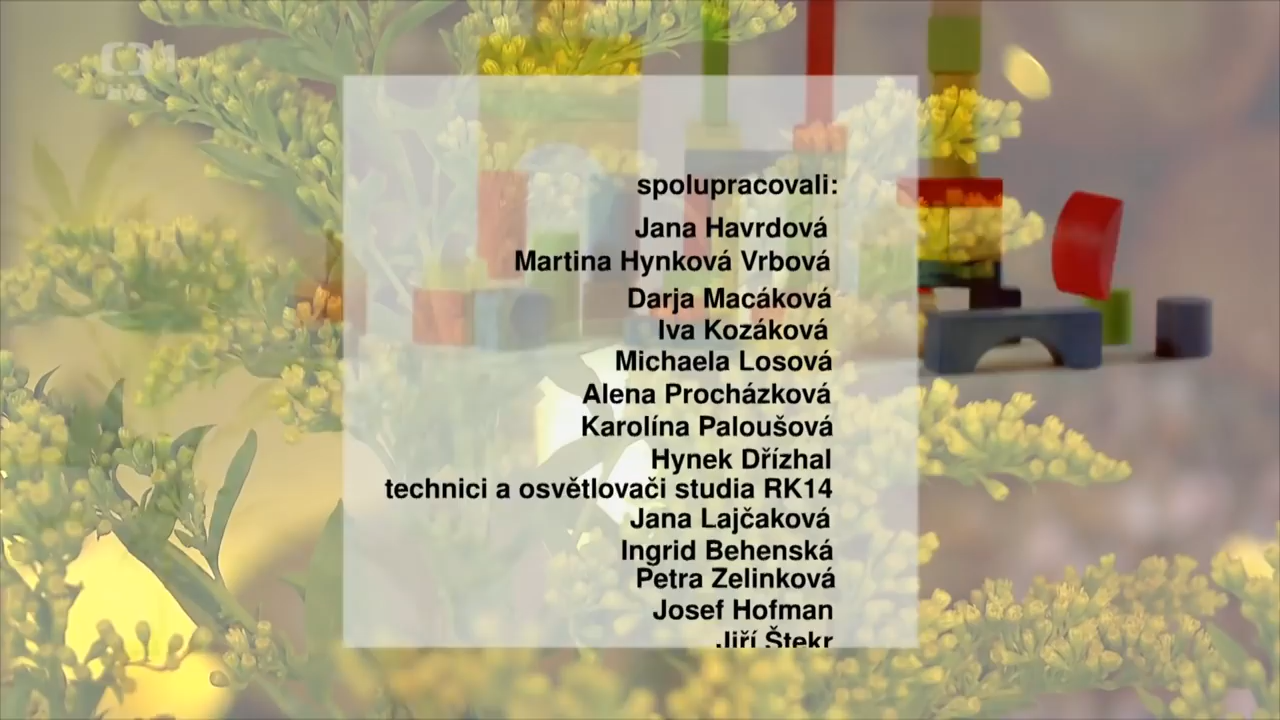 spolupracovali:
Jana Havrdová
Martina Hynková Vrbová
Darja Macáková
Iva Kozáková
Michaela Losová
Alena Procházková
Karolína Paloušová
Hynek Dřízhal
technici a osvětlovači studia RK14
Jana Lajčaková
Ingrid Behenská
Petra Zelinková
Josef Hofman
Jiří Štekr